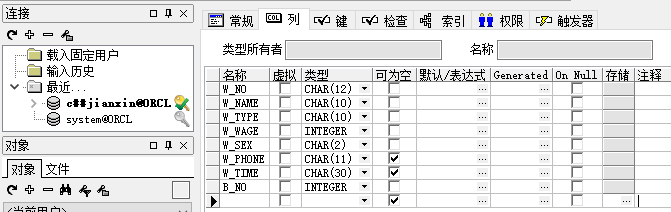 连接
载入固定用户
输入历史
最近...
c##jianxin@ORCL
system@ORCL
对象
对象 文件
<当前用户>
常规 列 键 检查 索引 权限 触发器
类型所有者 名称
名称 虚拟 类型 可为空 默认/表达式 Generated On Null 存储 注释
W_NO CHAR(12) ...
W_NAME CHAR(10) ...
W_TYPE CHAR(10) ...
W_WAGE INTEGER ...
W_SEX CHAR(2) ...
W_PHONE CHAR(11) ...
W_TIME CHAR(30) ...
B_NO INTEGER ...
... ...